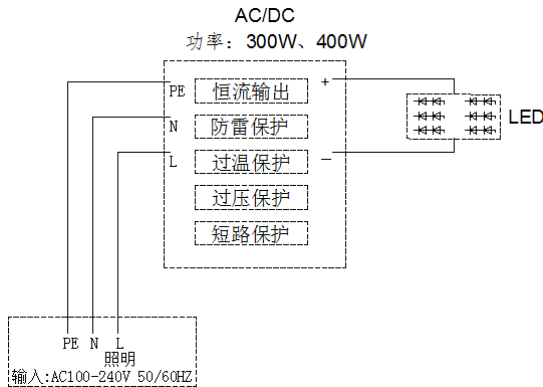 AC/DC
功率：300W、400W
PE
恒流输出
+
N
防雷保护
LED
L
过温保护
—
过压保护
短路保护
PE N L
照明
输入:AC100-240V 50/60HZ